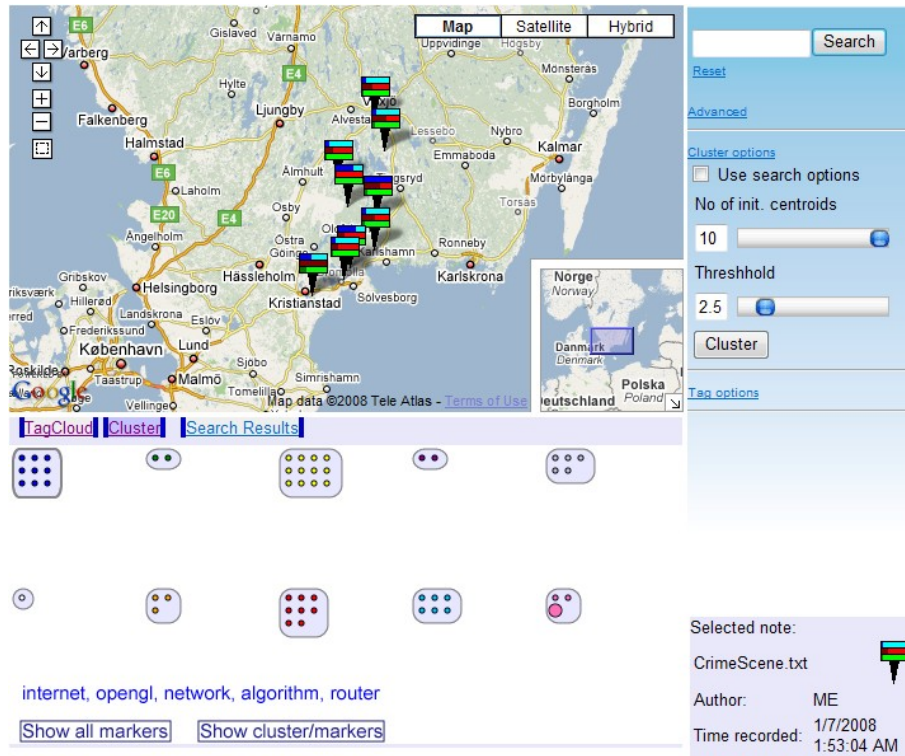 Map
Satellite
Hybrid
E6
Gislaved
Värnamo
Uppvidinge
Högsby
Varberg
E4
Mönsterås
Hylte
Borgholm
Ljungby
Falkenberg
Alvesta
Lessebo
Nybro
Halmstad
Emmaboda
Kalmar
E6
Älmhult
Mörbylånga
Laholm
Torsås
E20
E4
Osby
Ängelholm
Östra
Göinge
Ronneby
Karlshamn
Hässleholm
Karlskrona
Gribskov
Helsingborg
Kristianstad
Sölvesborg
Hillerød
Landskrona
Eslöv
Frederikssund
København
Lund
Sjöbo
Roskilde
Taastrup
Malmö
Simrishamn
Tomelilla
Google
Vellinge
Map data ©2008 Tele Atlas - Terms of Use
Norge
Norway
Danmark
Denmark
Polska
Poland
Deutschland
Search
Reset
Advanced
Cluster options
Use search options
No of init. centroids
10
Threshhold
2.5
Cluster
Tag options
TagCloud Cluster Search Results
internet, opengl, network, algorithm, router
Show all markers Show cluster/markers
Selected note:
CrimeScene.txt
Author: ME
Time recorded: 1/7/2008
1:53:04 AM